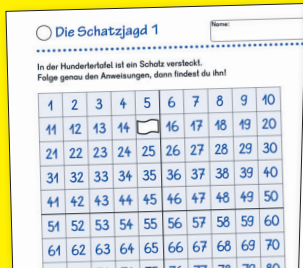 Die Schatzjagd 1
Name:
In der Hundertertafel ist ein Schatz versteckt.
Folge genau den Anweisungen, dann findest du ihn!
1 2 3 4 5 6 7 8 9 10
11 12 13 14 16 17 18 19 20
21 22 23 24 25 26 27 28 29 30
31 32 33 34 35 36 37 38 39 40
41 42 43 44 45 46 47 48 49 50
51 52 53 54 55 56 57 58 59 60
61 62 63 64 65 66 67 68 69 70